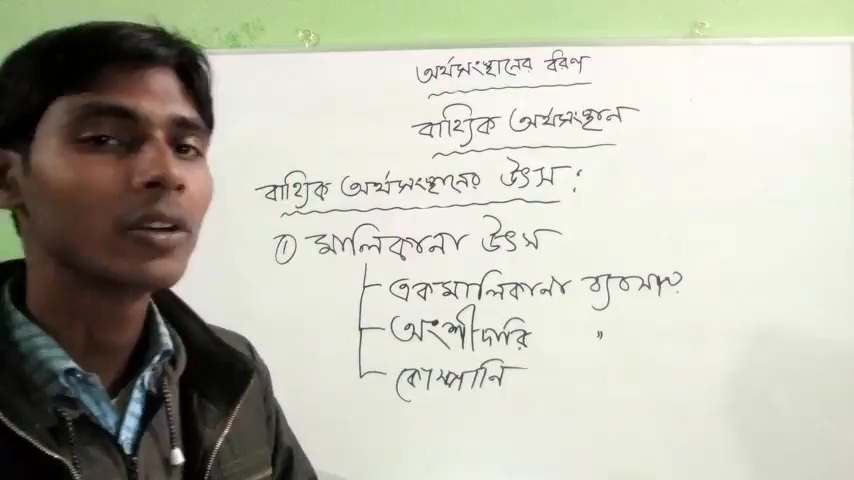 অর্থসংস্থানের ধরণ
বাহ্যিক অর্থসংস্থান
বাহ্যিক অর্থসংস্থানের উৎস :
① মালিকানা উৎস
একমালিকানা ব্যবসায়
অংশীদারি "
কোম্পানি